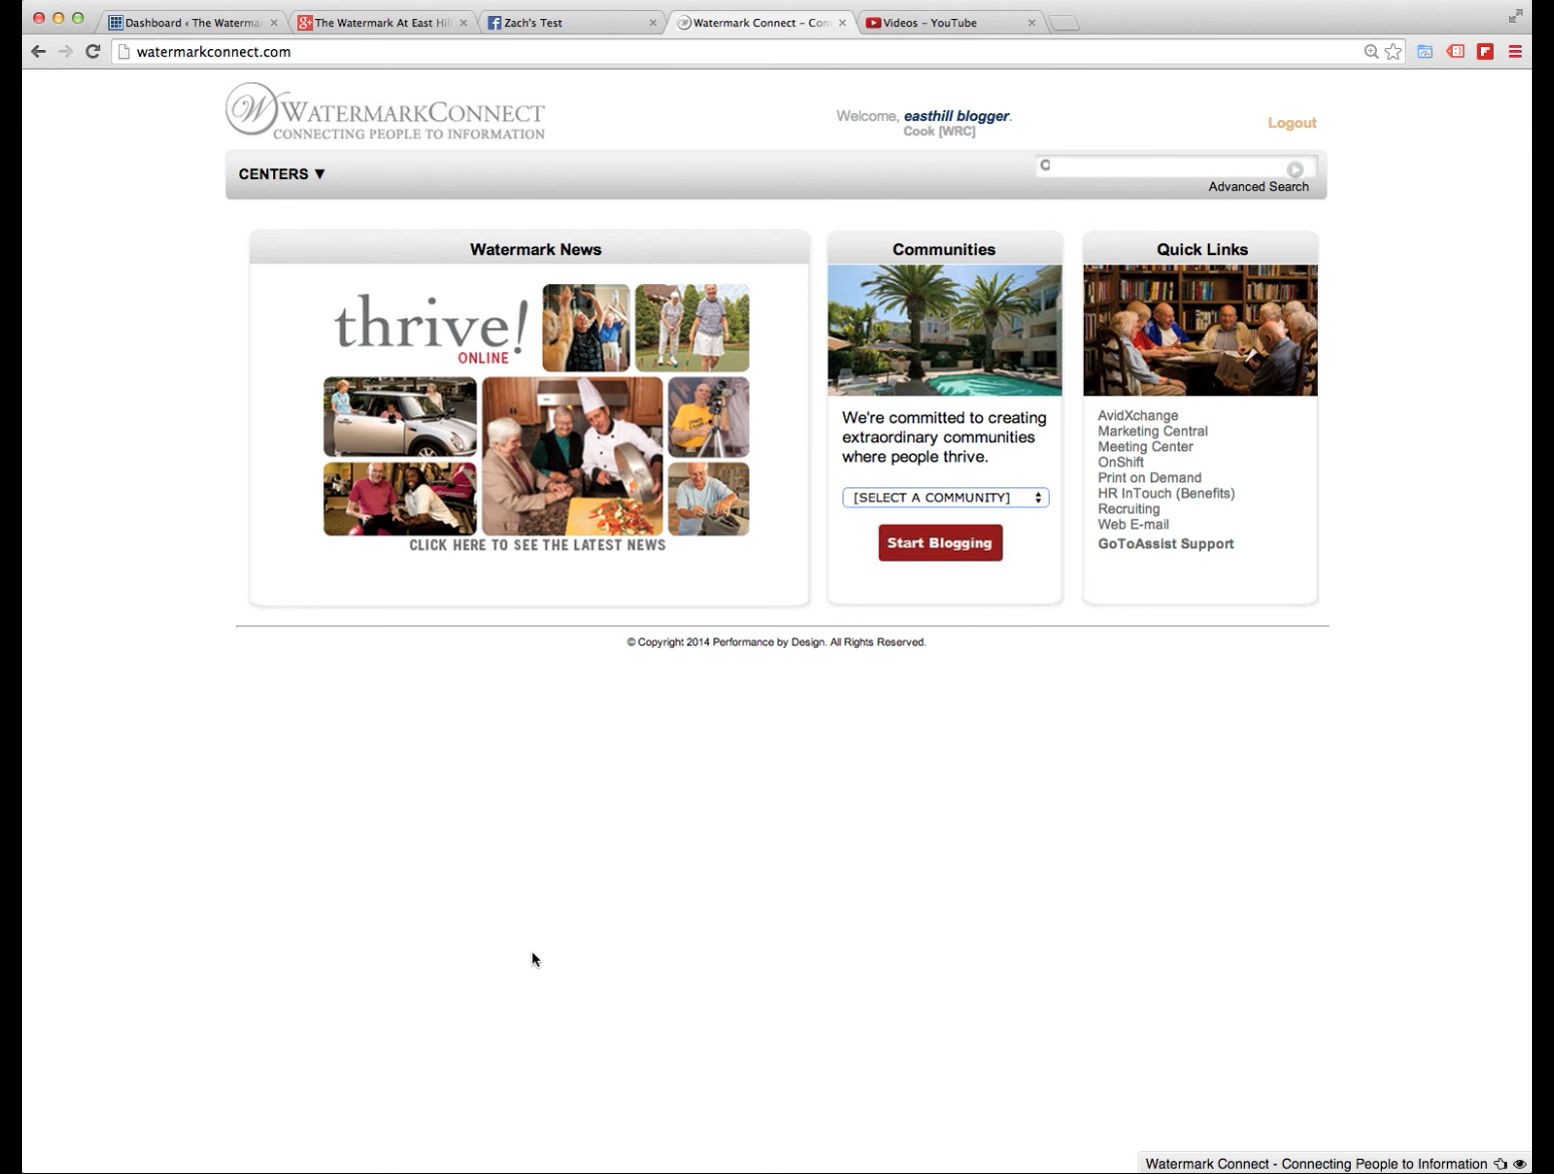 Dashboard ‹ The Waterma
The Watermark At East Hil
Zach's Test
Watermark Connect – Con
Videos – YouTube
watermarkconnect.com
WATERMARKCONNECT
CONNECTING PEOPLE TO INFORMATION
Welcome, easthill blogger.
Cook [WRC]
Logout
CENTERS ▼
Advanced Search
Watermark News
thrive!
ONLINE
CLICK HERE TO SEE THE LATEST NEWS
Communities
We're committed to creating
extraordinary communities
where people thrive.
[SELECT A COMMUNITY]
Start Blogging
Quick Links
AvidXchange
Marketing Central
Meeting Center
OnShift
Print on Demand
HR InTouch (Benefits)
Recruiting
Web E-mail
GoToAssist Support
© Copyright 2014 Performance by Design. All Rights Reserved.
Watermark Connect - Connecting People to Information